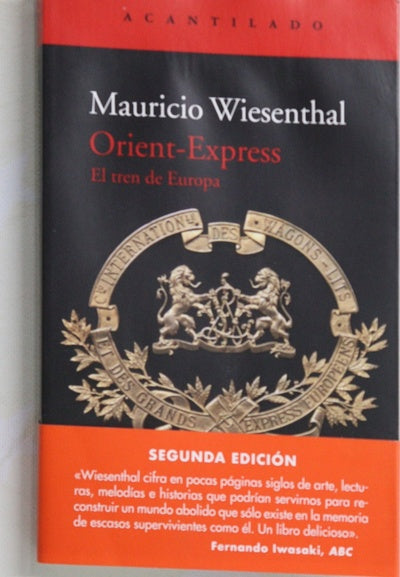 ACANTILADO
Mauricio Wiesenthal
Orient-Express
El tren de Europa
CIE INTERNATIONALE DES WAGONS-LITS
ET DES GRANDS EXPRESS EUROPÉENS
SEGUNDA EDICIÓN
«Wiesenthal cifra en pocas páginas siglos de arte, lectu-
ras, melodías e historias que podrían servirnos para re-
construir un mundo abolido que sólo existe en la memoria
de escasos supervivientes como él. Un libro delicioso».
Fernando Iwasaki, ABC